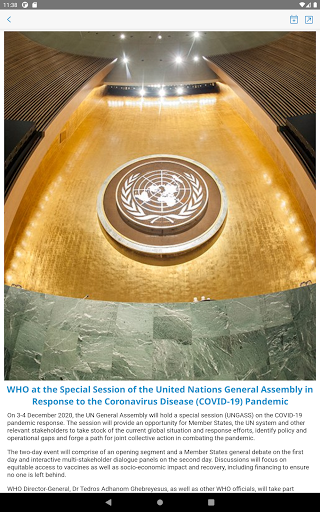 11:38
WHO at the Special Session of the United Nations General Assembly in
Response to the Coronavirus Disease (COVID-19) Pandemic
On 3-4 December 2020, the UN General Assembly will hold a special session (UNGASS) on the COVID-19
pandemic response. The session will provide an opportunity for Member States, the UN system and other
relevant stakeholders to take stock of the current global situation and response efforts, identify policy and
operational gaps and forge a path for joint collective action in combating the pandemic.
The two-day event will comprise of an opening segment and a Member States general debate on the first
day and interactive multi-stakeholder dialogue panels on the second day. Discussions will focus on
equitable access to vaccines as well as socio-economic impact and recovery, including financing to ensure
no one is left behind.
WHO Director-General, Dr Tedros Adhanom Ghebreyesus, as well as other WHO officials, will take part